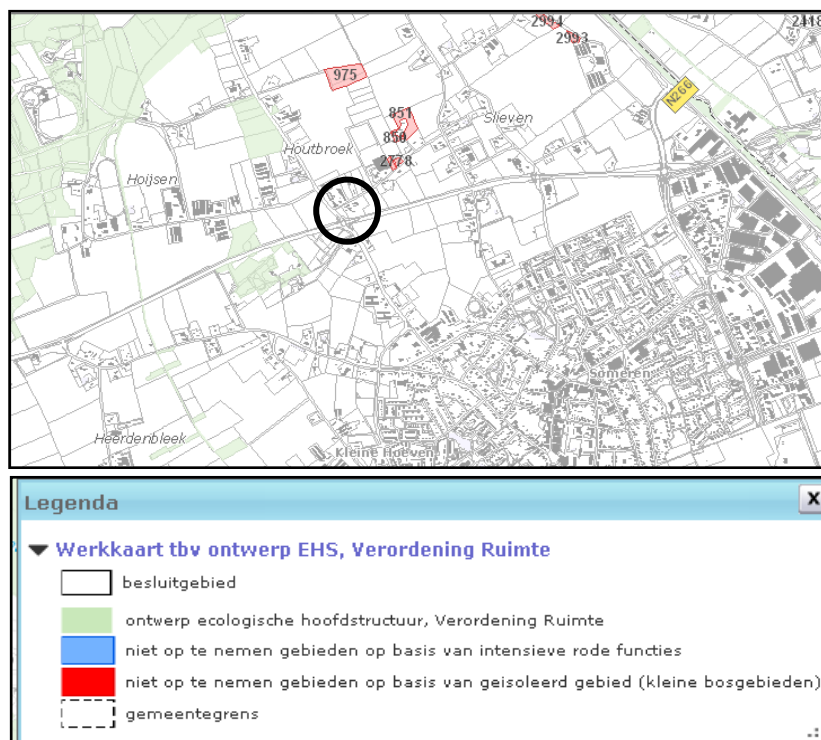 2994
2993
2418
975
N266
851
Slieven
850
Houtbroek
2778
Hoijsen
Someren
Heerdenbleek
Kleine Hoeven
Legenda
X
Werkkaart tbv ontwerp EHS, Verordening Ruimte
besluitgebied
ontwerp ecologische hoofdstructuur, Verordening Ruimte
niet op te nemen gebieden op basis van intensieve rode functies
niet op te nemen gebieden op basis van geisoleerd gebied (kleine bosgebieden)
gemeentegrens